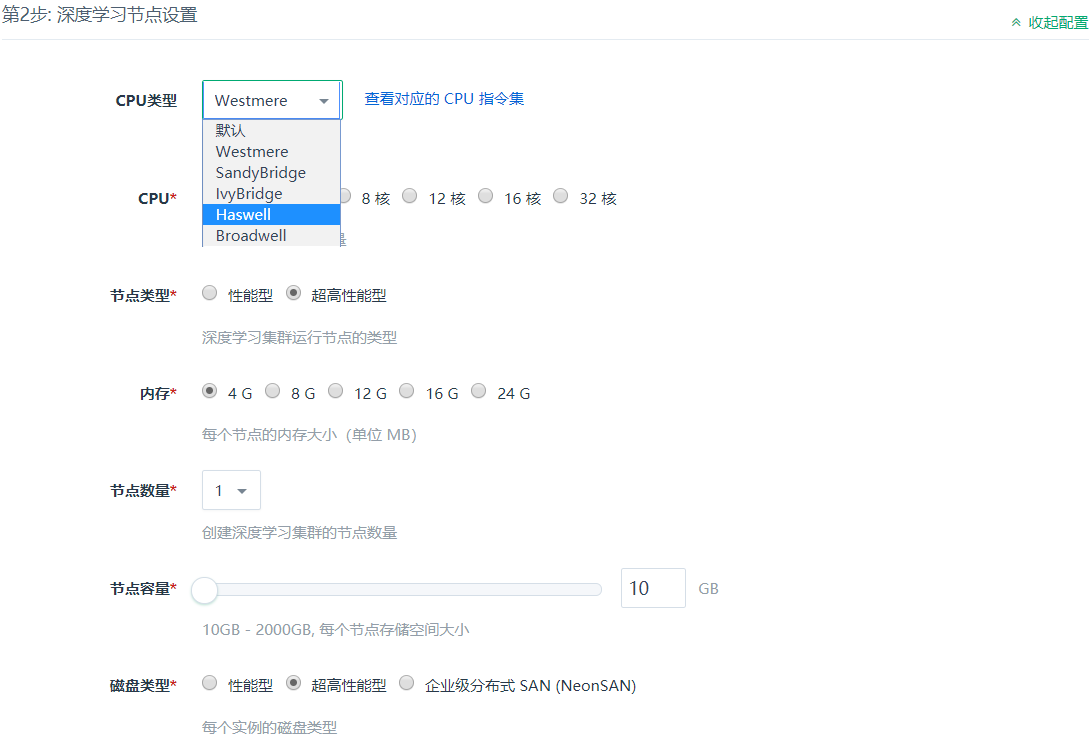 第2步: 深度学习节点设置
收起配置
CPU类型
Westmere
查看对应的 CPU 指令集
默认
Westmere
SandyBridge
IvyBridge
Haswell
Broadwell
CPU*
8 核 12 核 16 核 32 核
节点类型*
性能型 超高性能型
深度学习集群运行节点的类型
内存*
4 G 8 G 12 G 16 G 24 G
每个节点的内存大小（单位 MB）
节点数量*
1
创建深度学习集群的节点数量
节点容量*
10 GB
10GB - 2000GB, 每个节点存储空间大小
磁盘类型*
性能型 超高性能型 企业级分布式 SAN (NeonSAN)
每个实例的磁盘类型